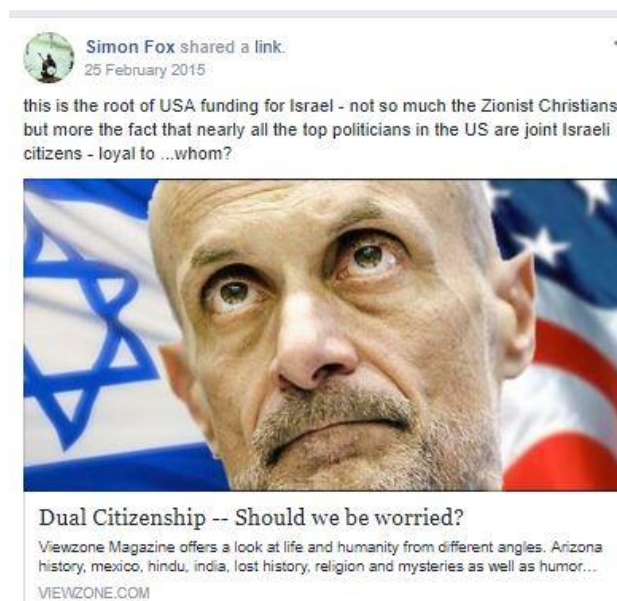 Simon Fox shared a link.
25 February 2015
this is the root of USA funding for Israel - not so much the Zionist Christians
but more the fact that nearly all the top politicians in the US are joint Israeli
citizens - loyal to ...whom?
Dual Citizenship -- Should we be worried?
Viewzone Magazine offers a look at life and humanity from different angles. Arizona
history, mexico, hindu, india, lost history, religion and mysteries as well as humor...
VIEWZONE.COM